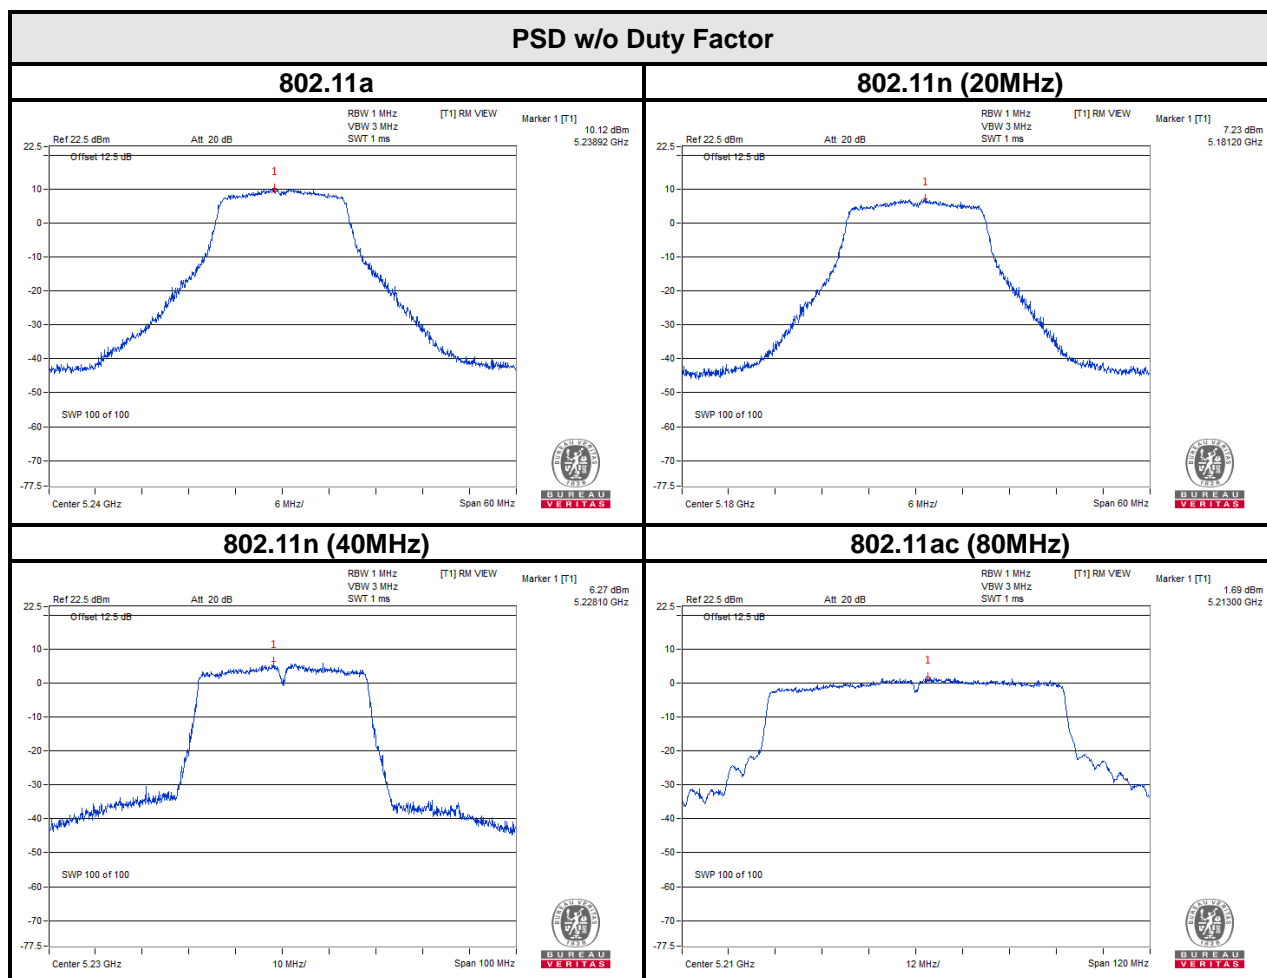 PSD w/o Duty Factor
802.11a
802.11n (20MHz)
RBW 1 MHz
[T1] RM VIEW
Marker 1 [T1]
VBW 3 MHz
10.12 dBm
Ref 22.5 dBm
Att 20 dB
SWT 1 ms
5.23892 GHz
22.5
Offset 12.5 dB
1
10
0
-10
-20
-30
-40
-50
SWP 100 of 100
-60
-70
-77.5
Center 5.24 GHz
6 MHz/
Span 60 MHz
BUREAU VERITAS
1828
BUREAU
VERITAS
RBW 1 MHz
[T1] RM VIEW
Marker 1 [T1]
VBW 3 MHz
7.23 dBm
Ref 22.5 dBm
Att 20 dB
SWT 1 ms
5.18120 GHz
22.5
Offset 12.5 dB
1
10
0
-10
-20
-30
-40
-50
SWP 100 of 100
-60
-70
-77.5
Center 5.18 GHz
6 MHz/
Span 60 MHz
BUREAU VERITAS
1828
BUREAU
VERITAS
802.11n (40MHz)
802.11ac (80MHz)
RBW 1 MHz
[T1] RM VIEW
Marker 1 [T1]
VBW 3 MHz
6.27 dBm
Ref 22.5 dBm
Att 20 dB
SWT 1 ms
5.22810 GHz
22.5
Offset 12.5 dB
1
10
0
-10
-20
-30
-40
-50
SWP 100 of 100
-60
-70
-77.5
Center 5.23 GHz
10 MHz/
Span 100 MHz
BUREAU VERITAS
1828
BUREAU
VERITAS
RBW 1 MHz
[T1] RM VIEW
Marker 1 [T1]
VBW 3 MHz
1.69 dBm
Ref 22.5 dBm
Att 20 dB
SWT 1 ms
5.21300 GHz
22.5
Offset 12.5 dB
1
10
0
-10
-20
-30
-40
-50
SWP 100 of 100
-60
-70
-77.5
Center 5.21 GHz
12 MHz/
Span 120 MHz
BUREAU VERITAS
1828
BUREAU
VERITAS